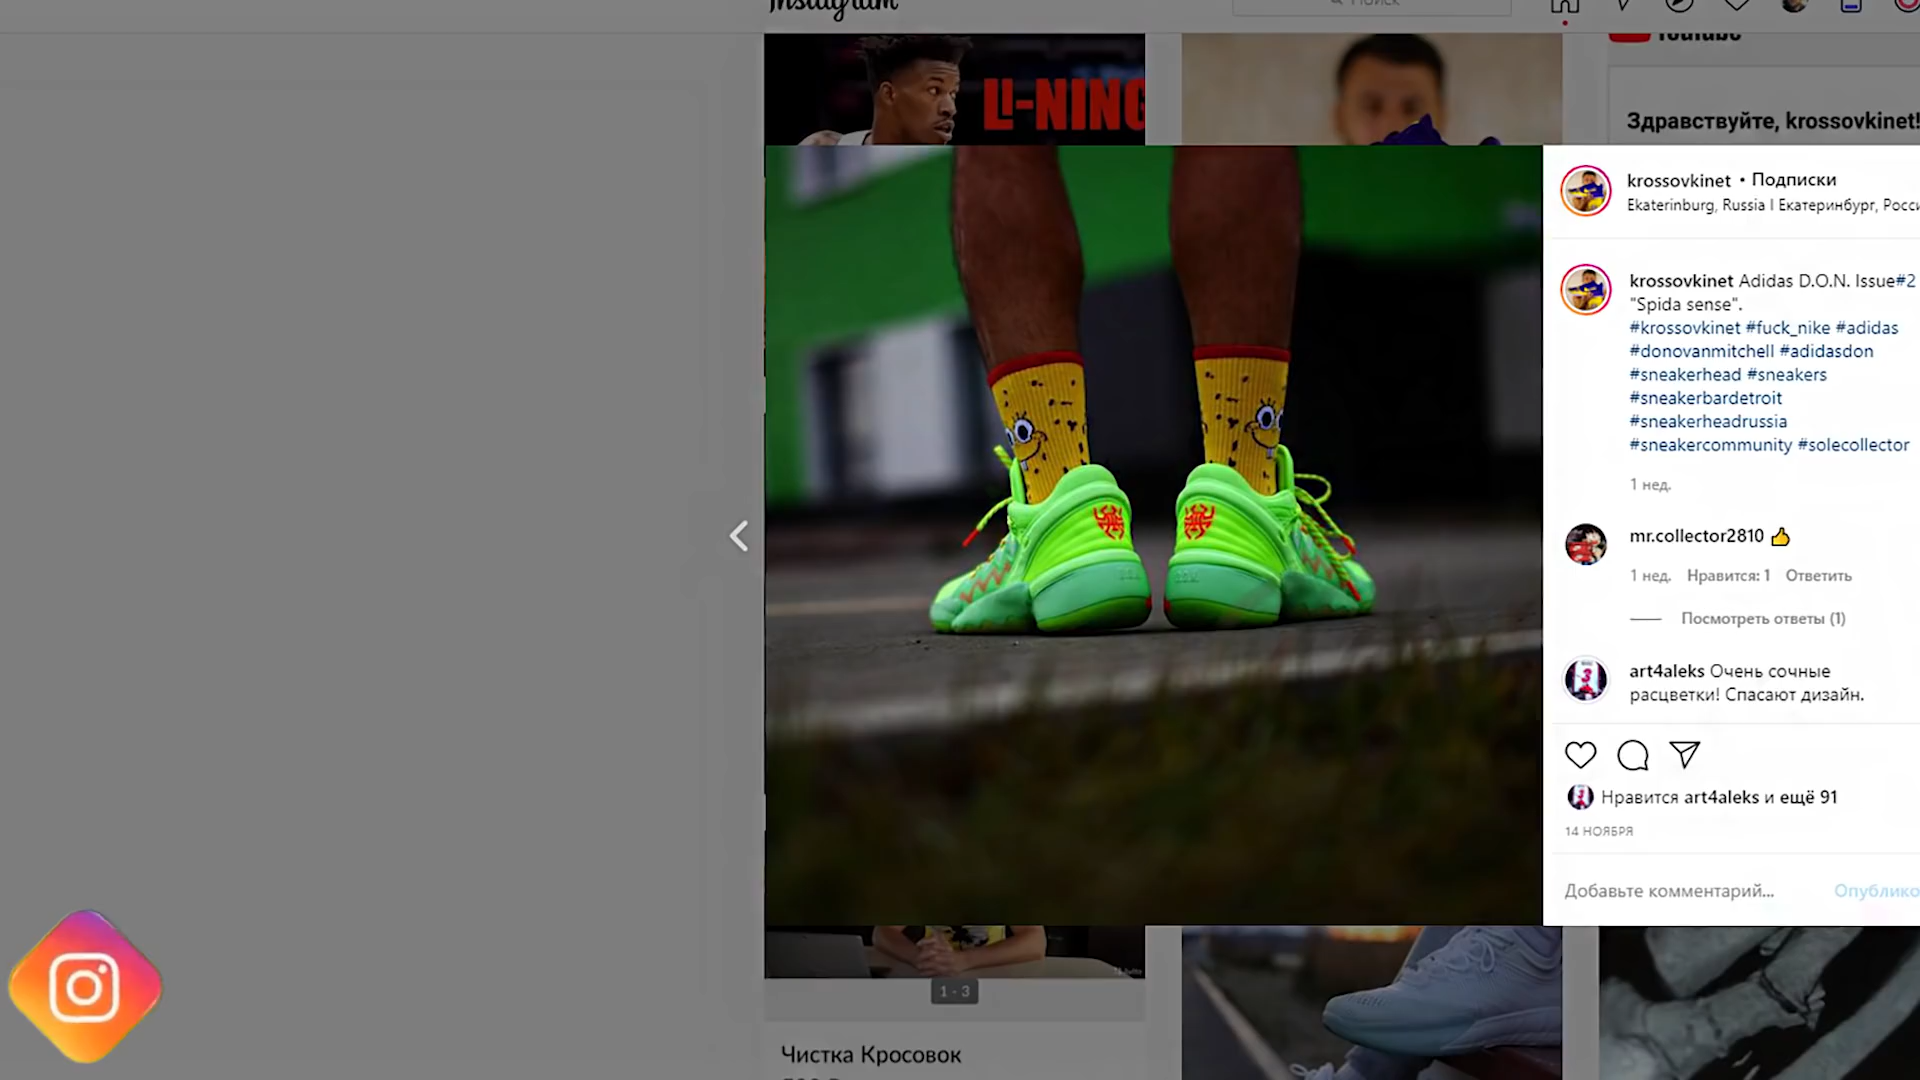 Instagram
Поиск
YouTube
LI-NING
Здравствуйте, krossovkinet!
krossovkinet • Подписки
Ekaterinburg, Russia I Екатеринбург,
krossovkinet Adidas D.O.N. Issue#2
"Spida sense".
#krossovkinet #fuck_nike #adidas
#donovanmitchell #adidasdon
#sneakerhead #sneakers
#sneakerbardetroit
#sneakerheadrussia
#sneakercommunity #solecollector
1 нед.
mr.collector2810 👍
1 нед. Нравится: 1 Ответить
Посмотреть ответы (1)
art4aleks Очень сочные
расцветки! Спасают дизайн.
Нравится art4aleks и ещё 91
14 НОЯБРЯ
Добавьте комментарий...
Опублико
1 - 3
Чистка Кросовок